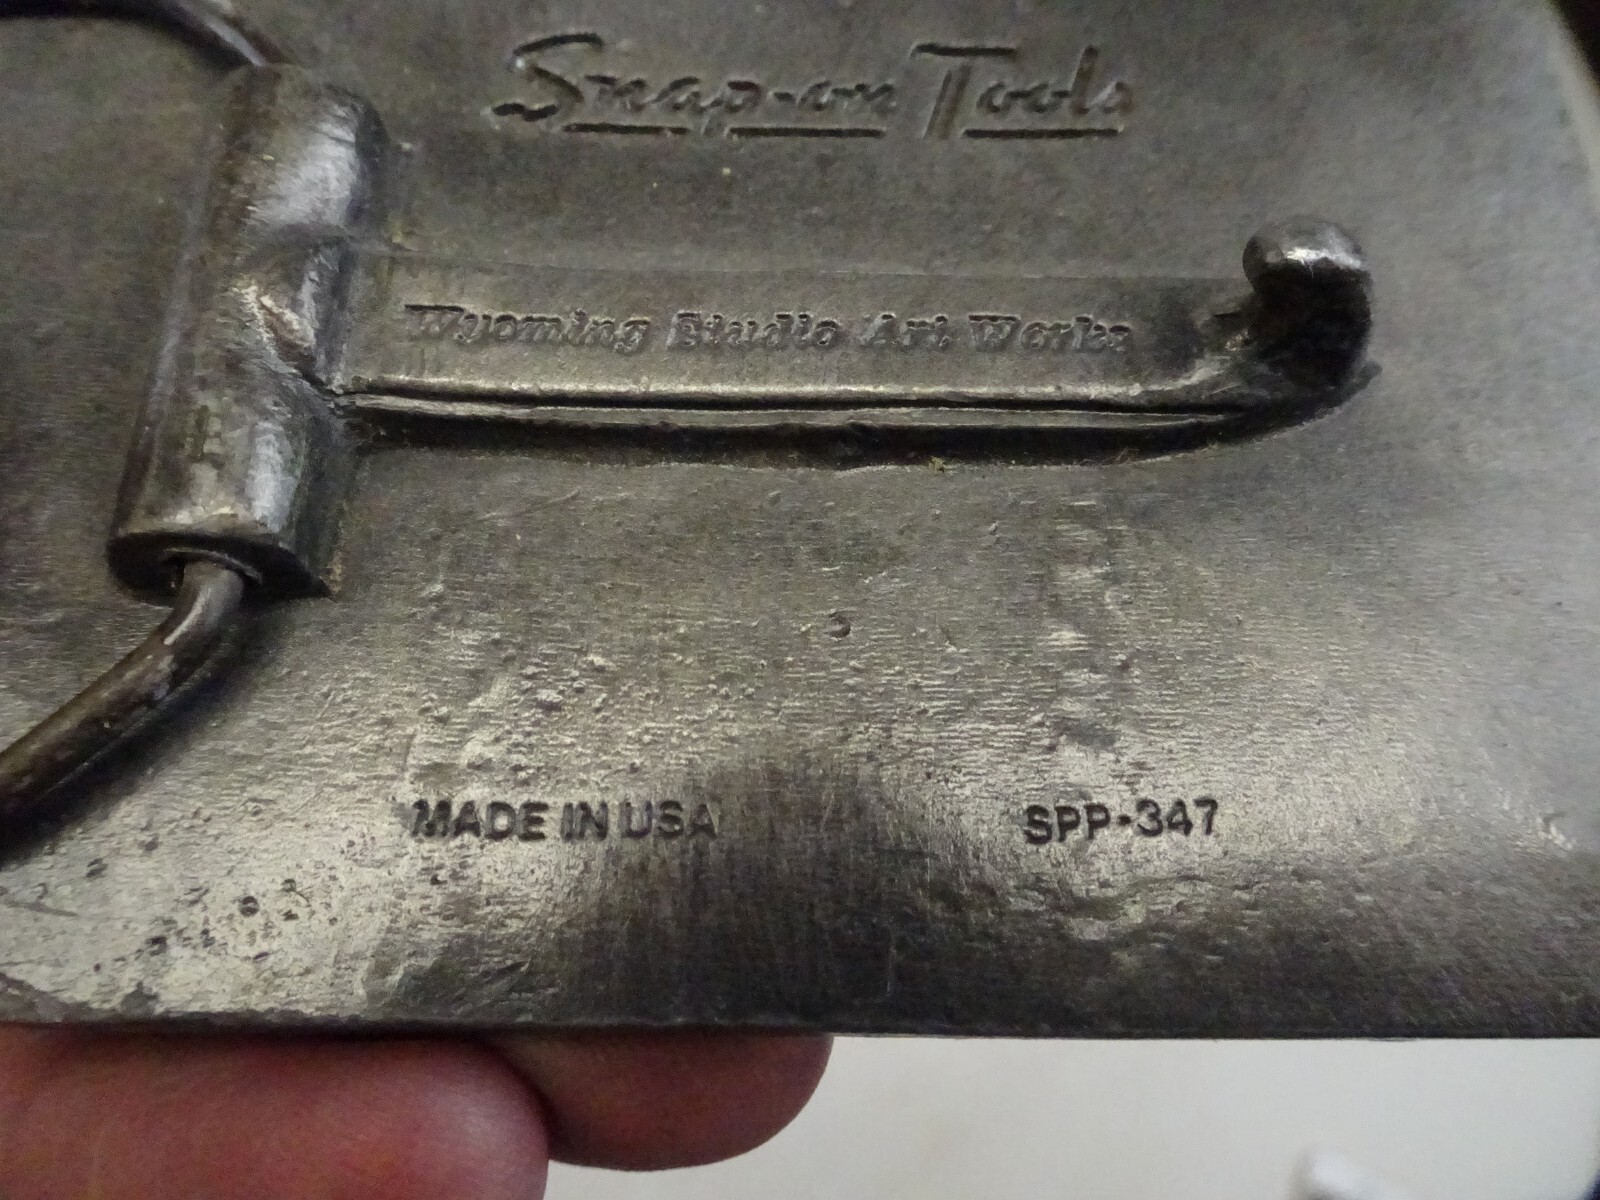 Snap-on Tools
Wyoming Studio Art Works
MADE IN USA
SPP-347